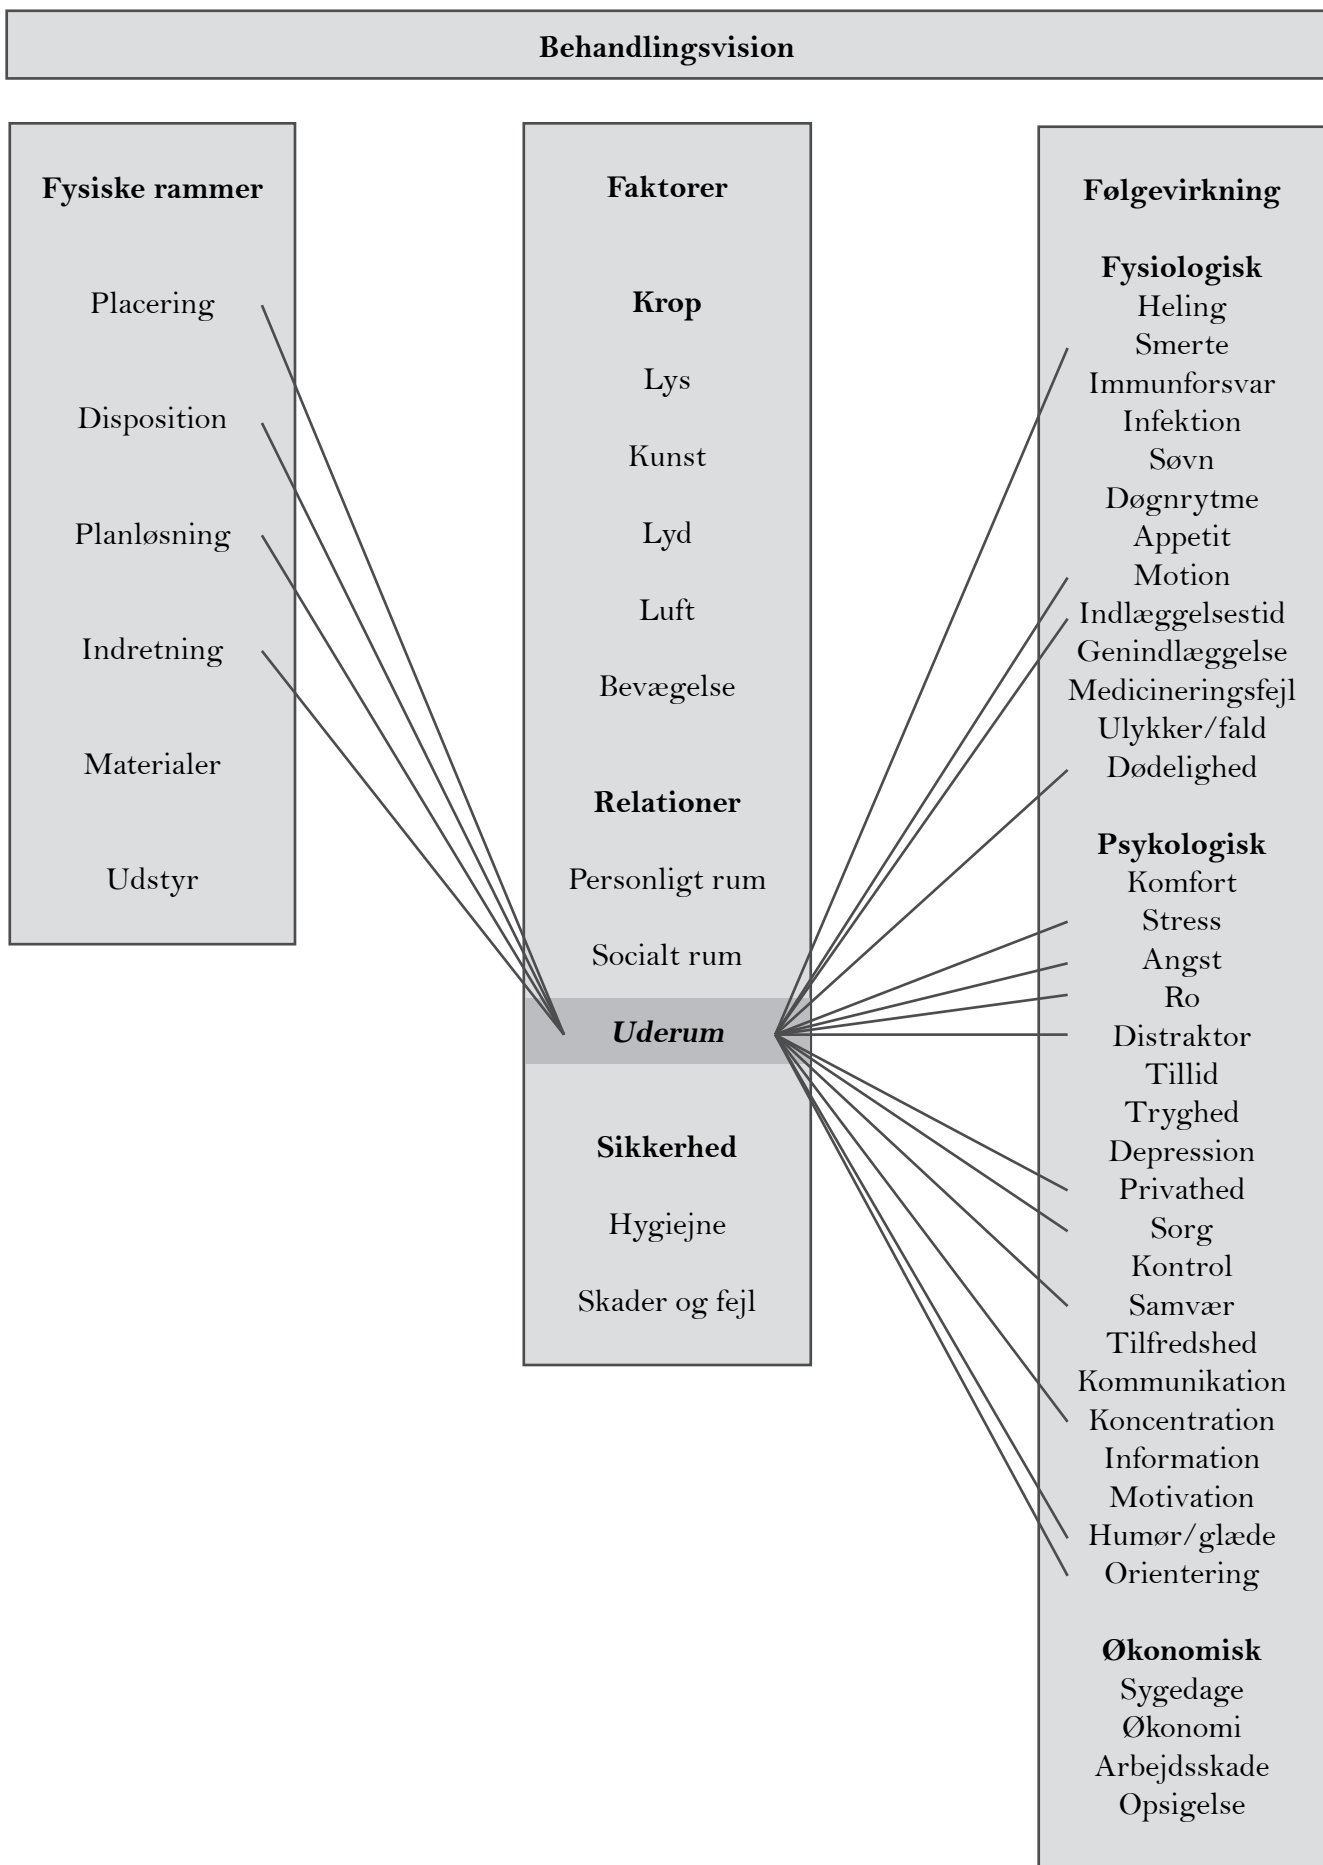 Behandlingsvision
Fysiske rammer
Placering
Disposition
Planløsning
Indretning
Materialer
Udstyr
Faktorer
Krop
Lys
Kunst
Lyd
Luft
Bevægelse
Relationer
Personligt rum
Socialt rum
Uderum
Sikkerhed
Hygiejne
Skader og fejl
Følgevirkning
Fysiologisk
Heling
Smerte
Immunforsvar
Infektion
Søvn
Døgnrytme
Appetit
Motion
Indlæggelsestid
Genindlæggelse
Medicineringsfejl
Ulykker/fald
Dødelighed
Psykologisk
Komfort
Stress
Angst
Ro
Distraktor
Tillid
Tryghed
Depression
Privathed
Sorg
Kontrol
Samvær
Tilfredshed
Kommunikation
Koncentration
Information
Motivation
Humør/glæde
Orientering
Økonomisk
Sygedage
Økonomi
Arbejdsskade
Opsigelse